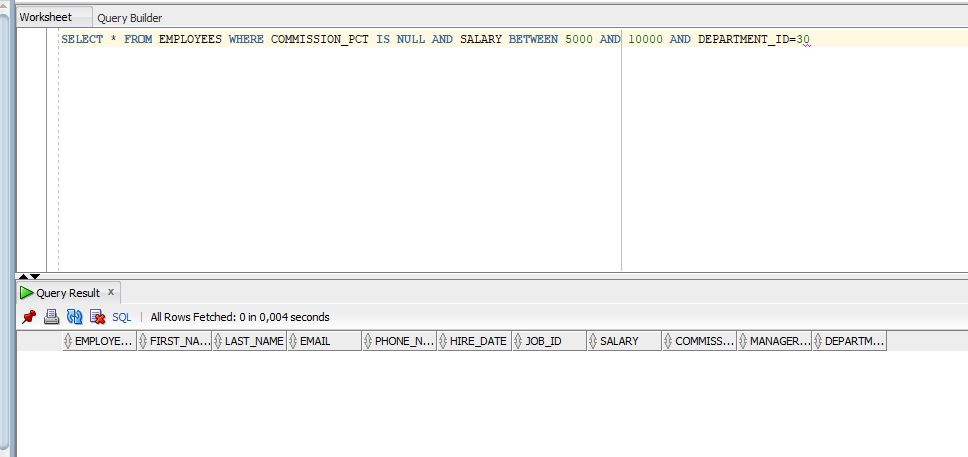 Worksheet Query Builder
SELECT * FROM EMPLOYEES WHERE COMMISSION_PCT IS NULL AND SALARY BETWEEN 5000 AND 10000 AND DEPARTMENT_ID=30
Query Result x
SQL | All Rows Fetched: 0 in 0,004 seconds
EMPLOYE... FIRST_NA... LAST_NAME EMAIL PHONE_N... HIRE_DATE JOB_ID SALARY COMMISS... MANAGER... DEPARTM...